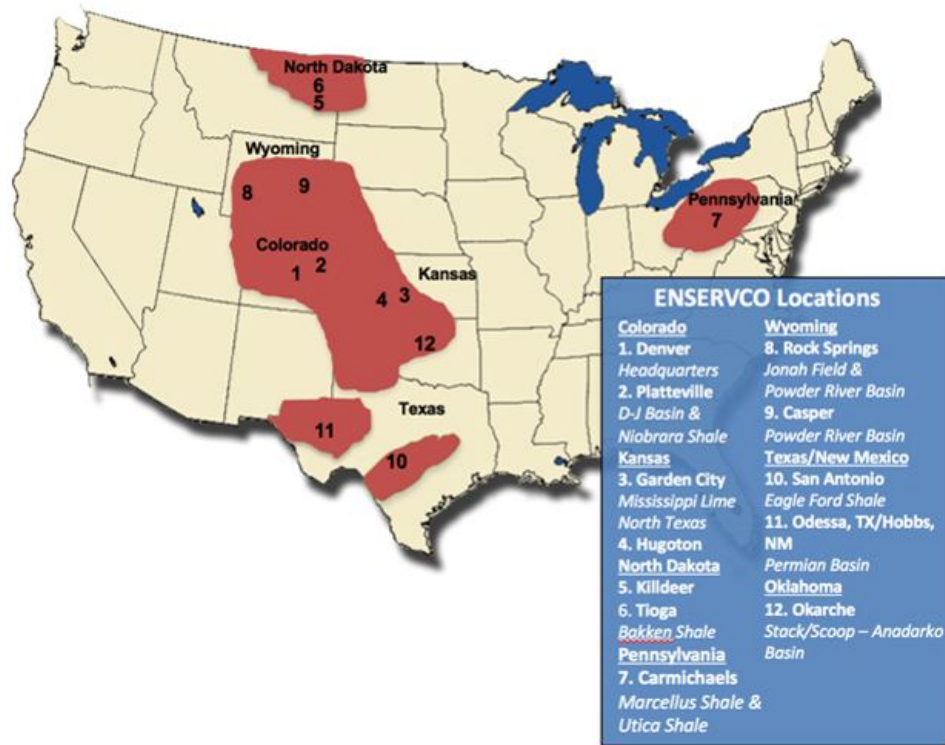 North Dakota
6
5
Wyoming
8
9
Pennsylvania
7
Colorado
2
1
Kansas
4
3
12
Texas
11
10
ENSERVCO Locations
Colorado
1. Denver
Headquarters
2. Platteville
D-J Basin &
Niobrara Shale
Kansas
3. Garden City
Mississippi Lime
North Texas
4. Hugoton
North Dakota
5. Killdeer
6. Tioga
Bakken Shale
Pennsylvania
7. Carmichaels
Marcellus Shale &
Utica Shale
Wyoming
8. Rock Springs
Jonah Field &
Powder River Basin
9. Casper
Powder River Basin
Texas/New Mexico
10. San Antonio
Eagle Ford Shale
11. Odessa, TX/Hobbs,
NM
Permian Basin
Oklahoma
12. Okarche
Stack/Scoop – Anadarko
Basin